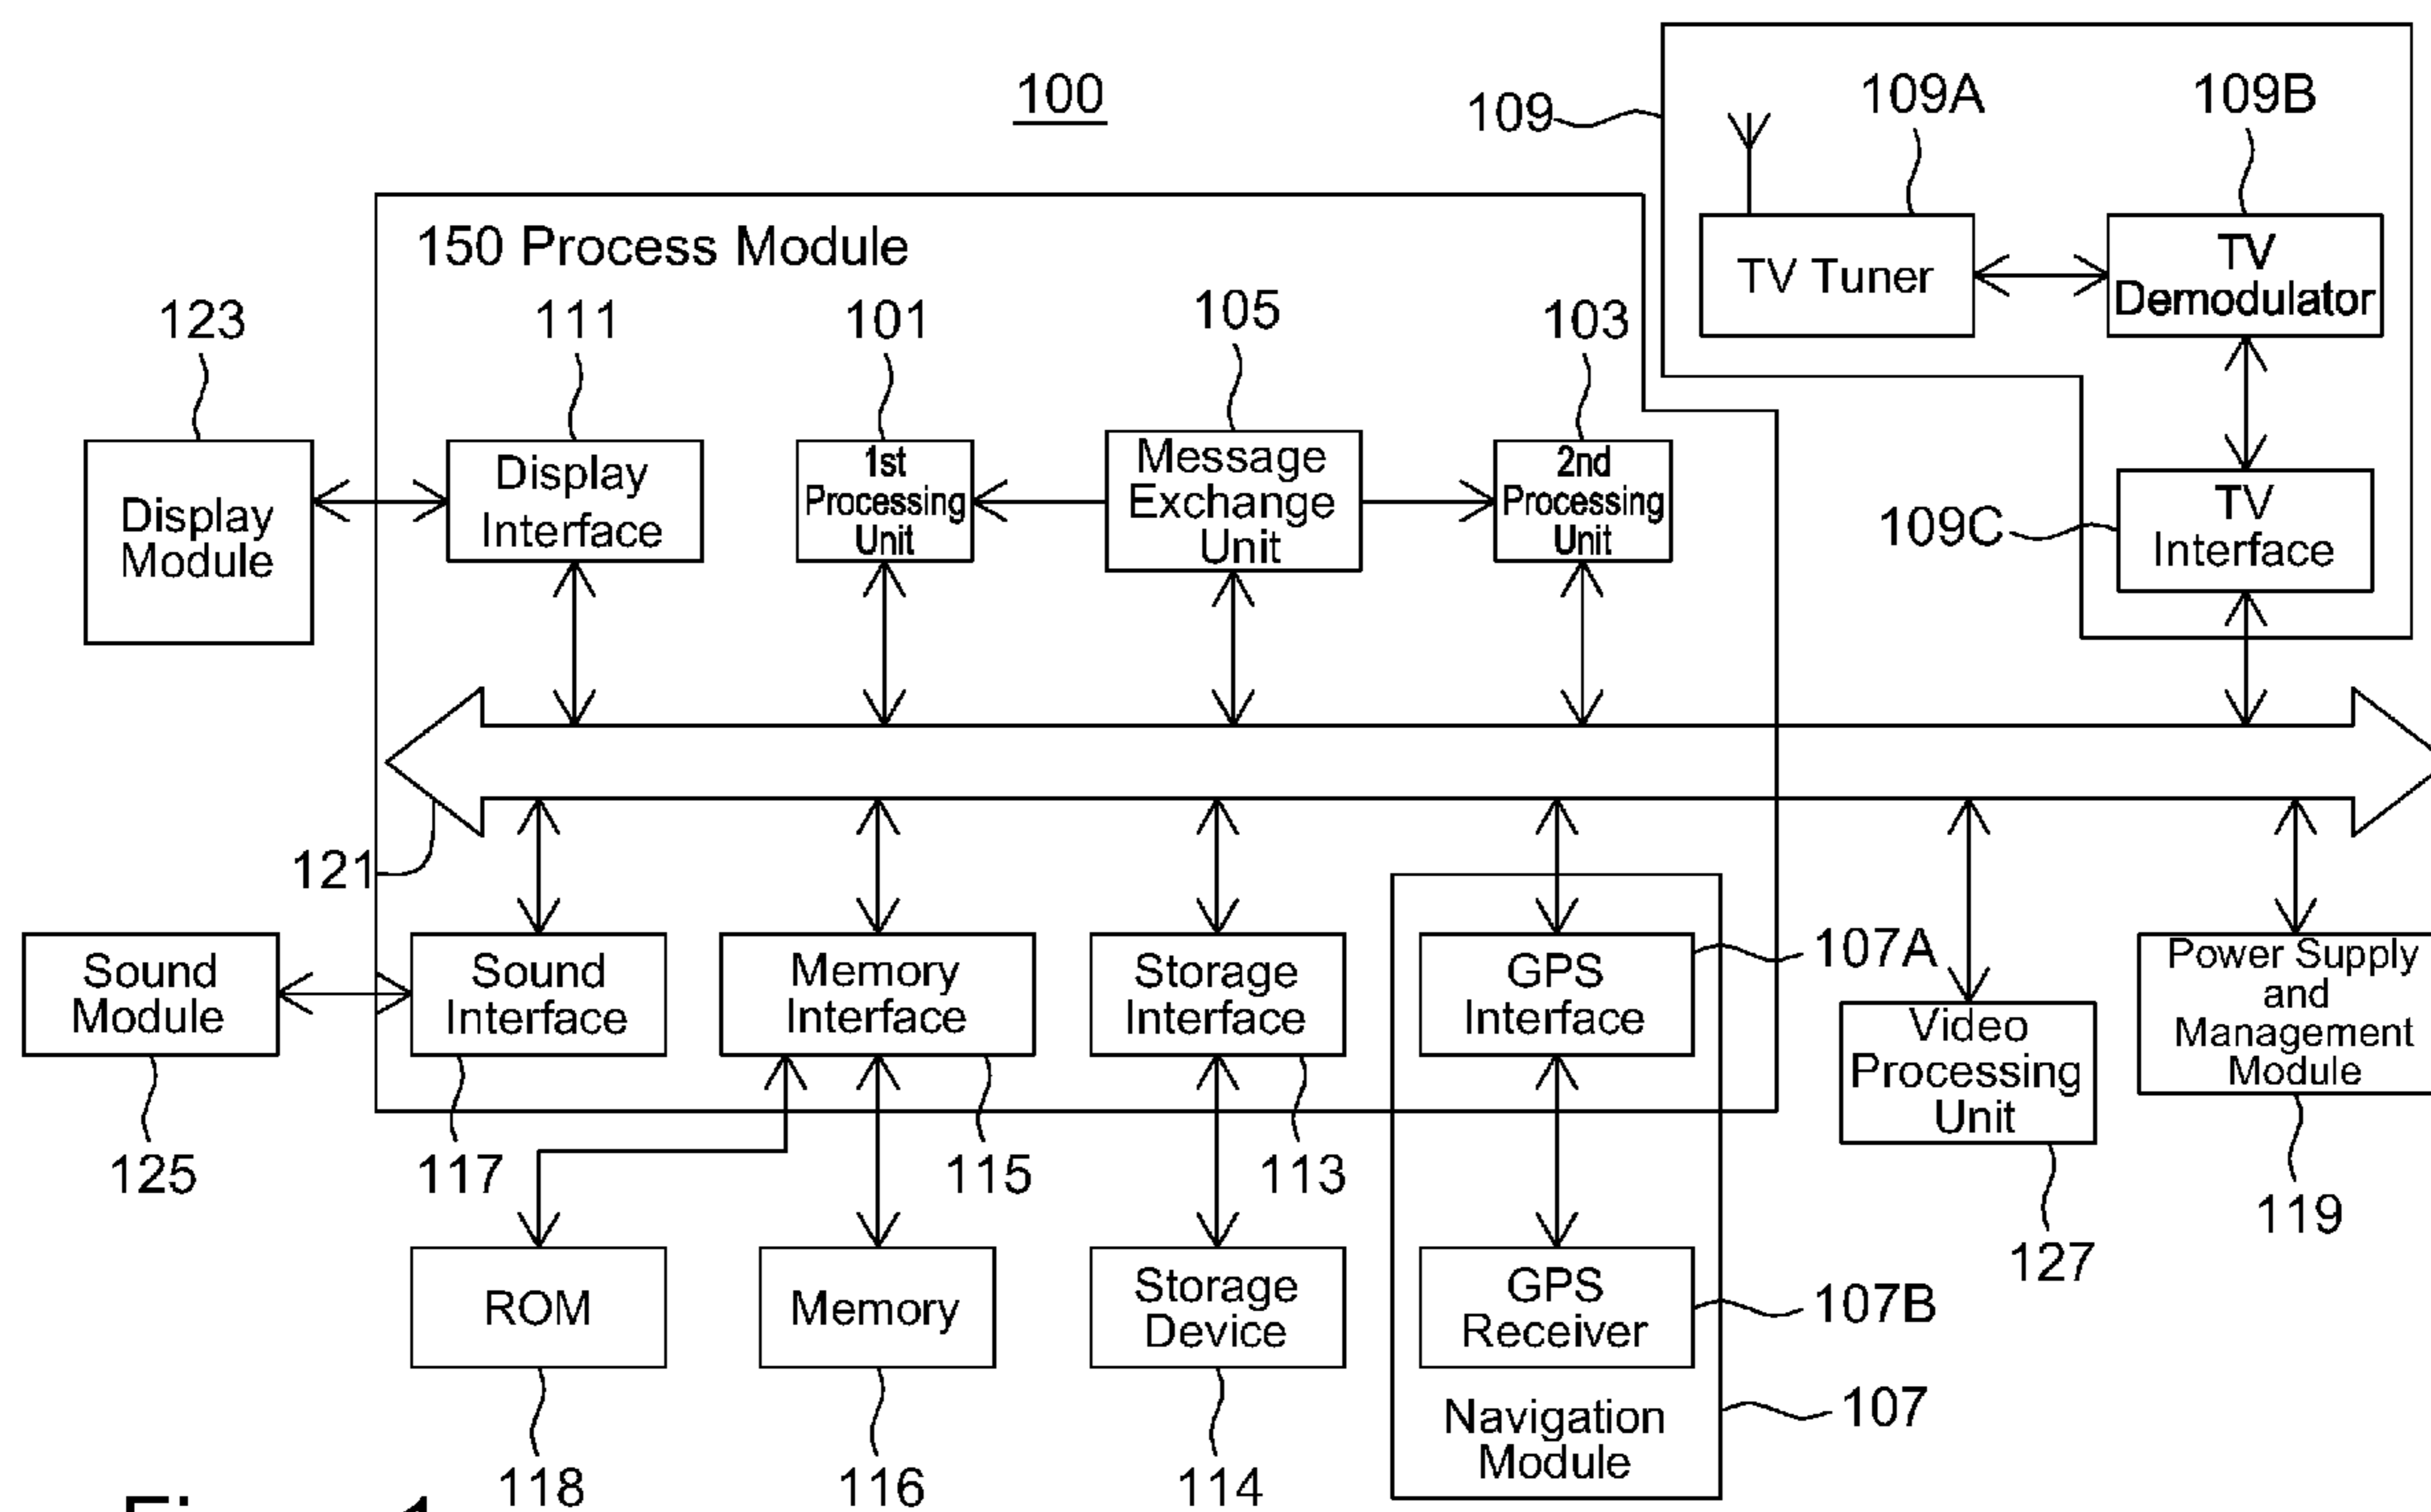 100
109
109A
109B
TV Tuner
TV
Demodulator
150 Process Module
123
111
101
105
103
Display
Module
Display
Interface
1st
Processing
Unit
Message
Exchange
Unit
2nd
Processing
Unit
109C
TV
Interface
121
Sound
Module
Sound
Interface
Memory
Interface
Storage
Interface
GPS
Interface
107A
Video
Processing
Unit
Power Supply
and
Management
Module
125
117
115
113
127
119
ROM
Memory
Storage
Device
GPS
Receiver
107B
Navigation
Module
107
118
116
114